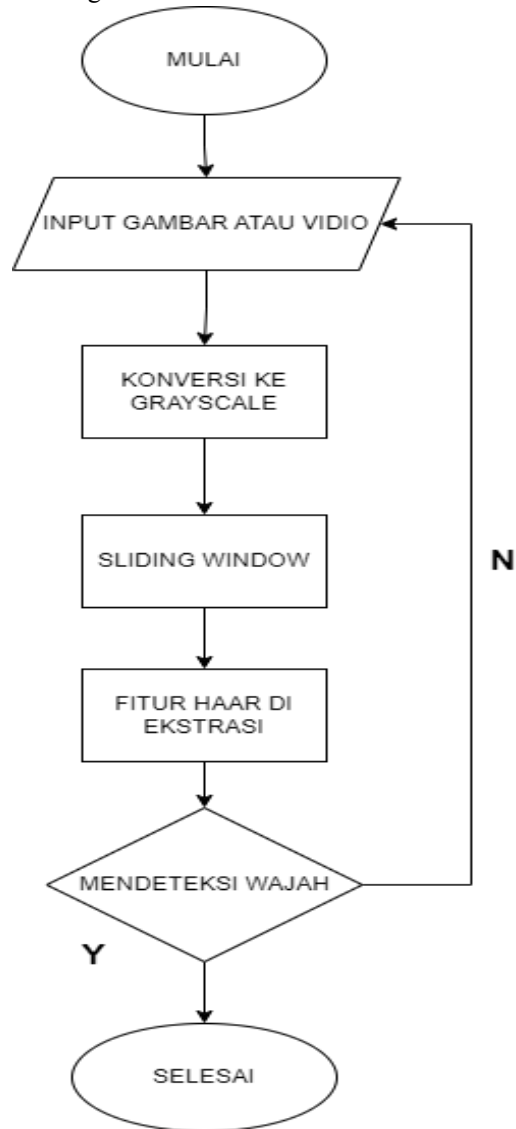 MULAI
INPUT GAMBAR ATAU VIDIO
KONVERSI KE
GRAYSCALE
SLIDING WINDOW
N
FITUR HAAR DI
EKSTRASI
MENDETEKSI WAJAH
Y
SELESAI